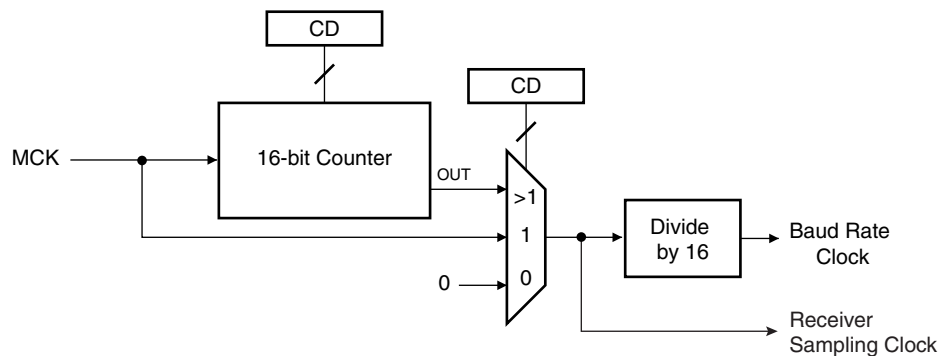 CD
CD
MCK
16-bit Counter
OUT
>1
1
0
0
Divide
by 16
Baud Rate
Clock
Receiver
Sampling Clock